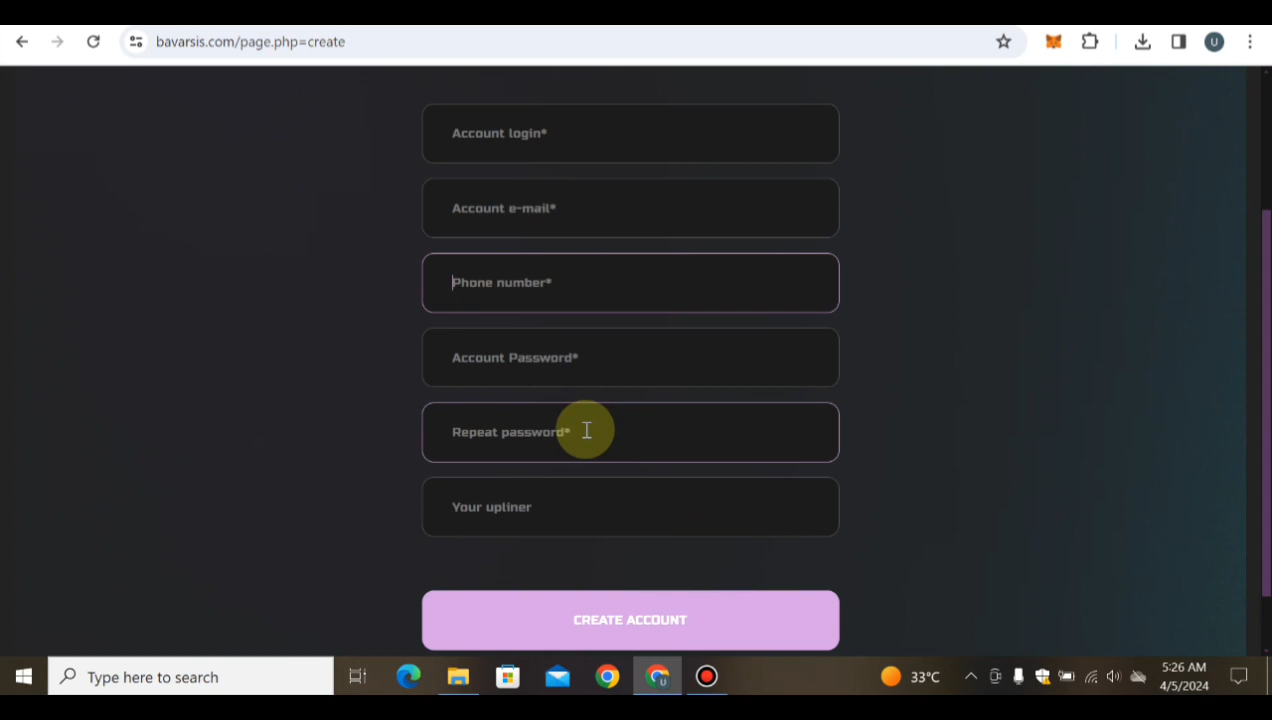 bavarsis.com/page.php=create
U
Account login*
Account e-mail*
Phone number*
Account Password*
Repeat password*
Your upliner
CREATE ACCOUNT
Type here to search
33°C
5:26 AM
4/5/2024